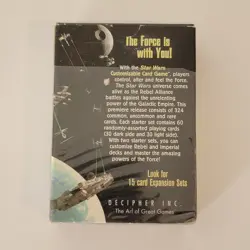 The Force is
with You!
With the Star Wars
Customizable Card Game, players
control, alter and feel the Force.
The Star Wars universe comes
alive as the Rebel Alliance
battles against the unrelenting
power of the Galactic Empire. This
premiere release consists of 324
common, uncommon and rare
cards. Each starter set contains 60
randomly-assorted playing cards
(30 dark side and 30 light side).
With two starter sets, you can
customize Rebel and Imperial
decks and master the unseen
powers of the Force!
Look for
15 card Expansion Sets
DECIPHER INC.
The Art of Great Games